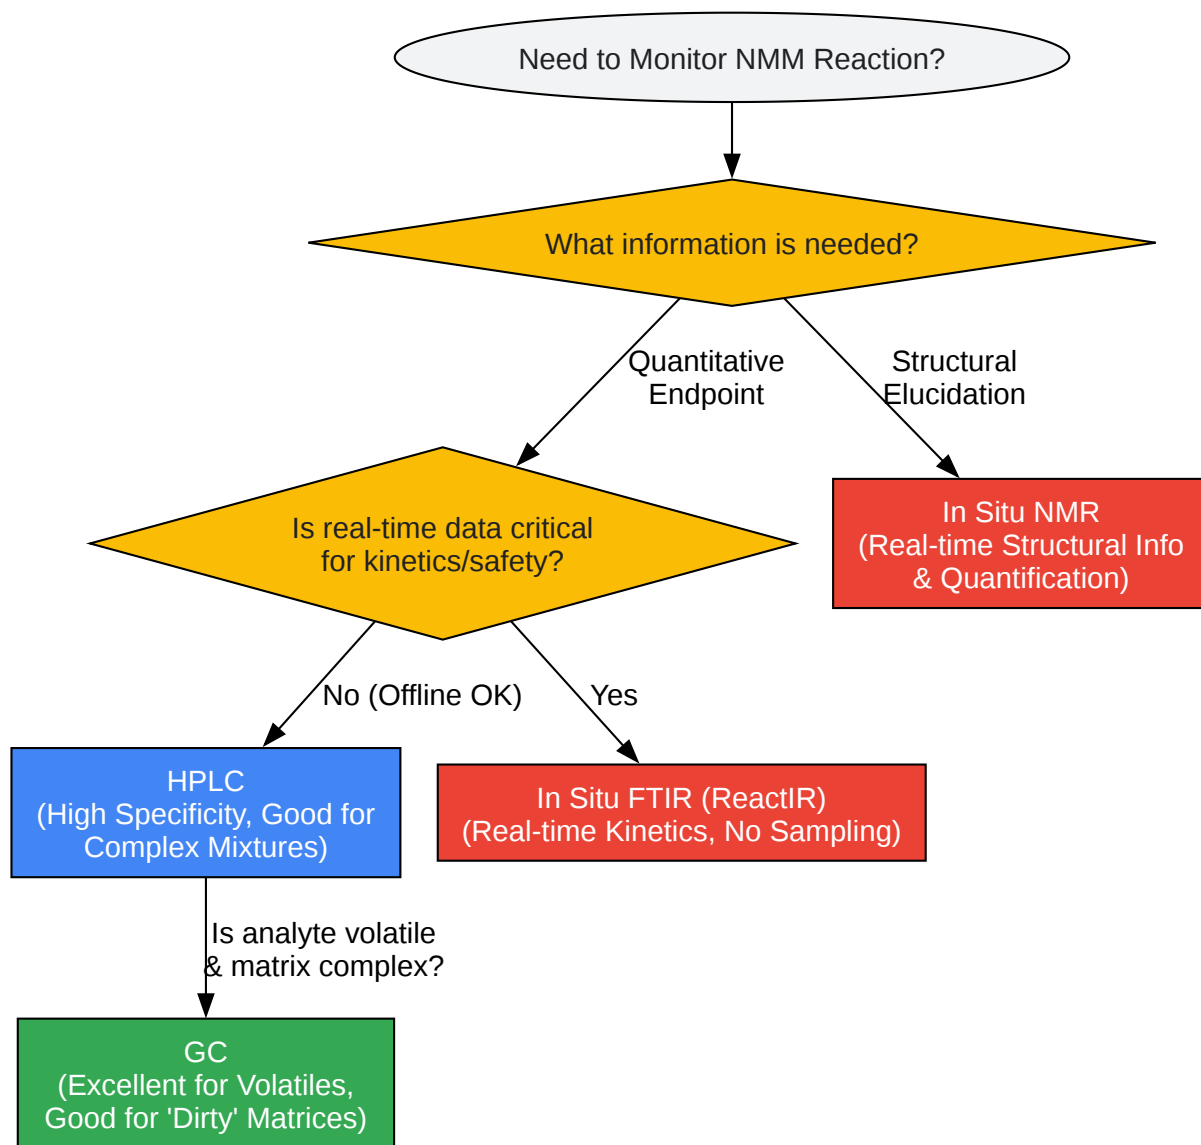 Need to Monitor NMM Reaction?
What information is needed?
Quantitative
Endpoint
Structural
Elucidation
Is real-time data critical
for kinetics/safety?
In Situ NMR
(Real-time Structural Info
& Quantification)
No (Offline OK)
Yes
HPLC
(High Specificity, Good for
Complex Mixtures)
In Situ FTIR (ReactIR)
(Real-time Kinetics, No Sampling)
Is analyte volatile
& matrix complex?
GC
(Excellent for Volatiles,
Good for 'Dirty' Matrices)